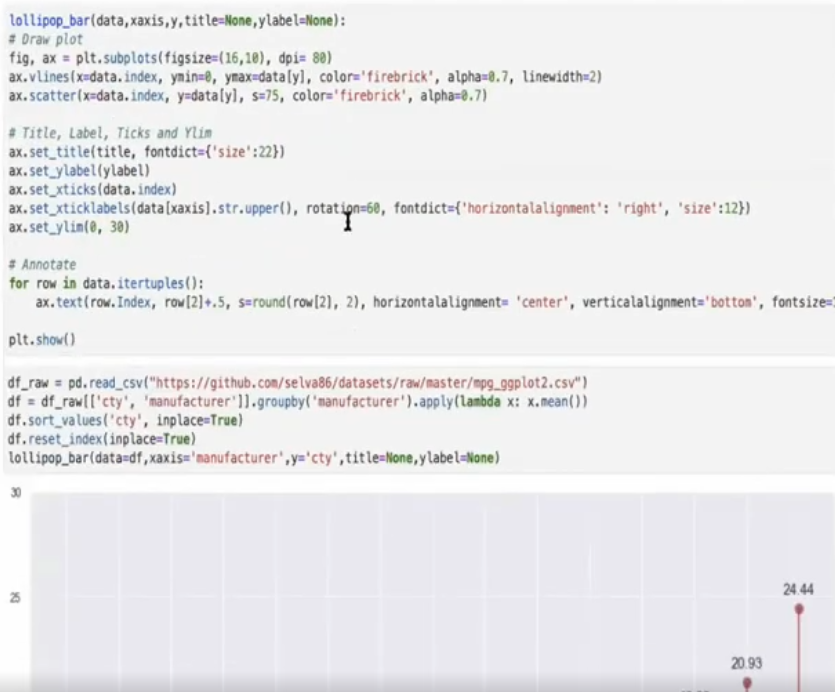 lollipop_bar(data,xaxis,y,title=None,ylabel=None):
# Draw plot
fig, ax = plt.subplots(figsize=(16,10), dpi= 80)
ax.vlines(x=data.index, ymin=0, ymax=data[y], color='firebrick', alpha=0.7, linewidth=2)
ax.scatter(x=data.index, y=data[y], s=75, color='firebrick', alpha=0.7)
# Title, Label, Ticks and Ylim
ax.set_title(title, fontdict={'size':22})
ax.set_ylabel(ylabel)
ax.set_xticks(data.index)
ax.set_xticklabels(data[xaxis].str.upper(), rotation=60, fontdict={'horizontalalignment': 'right', 'size':12})
ax.set_ylim(0, 30)
# Annotate
for row in data.itertuples():
ax.text(row.Index, row[2]+.5, s=round(row[2], 2), horizontalalignment= 'center', verticalalignment='bottom', fontsize=
plt.show()
df_raw = pd.read_csv("https://github.com/selva86/datasets/raw/master/mpg_ggplot2.csv")
df = df_raw[['cty', 'manufacturer']].groupby('manufacturer').apply(lambda x: x.mean())
df.sort_values('cty', inplace=True)
df.reset_index(inplace=True)
lollipop_bar(data=df,xaxis='manufacturer',y='cty',title=None,ylabel=None)
30
25
24.44
20.93